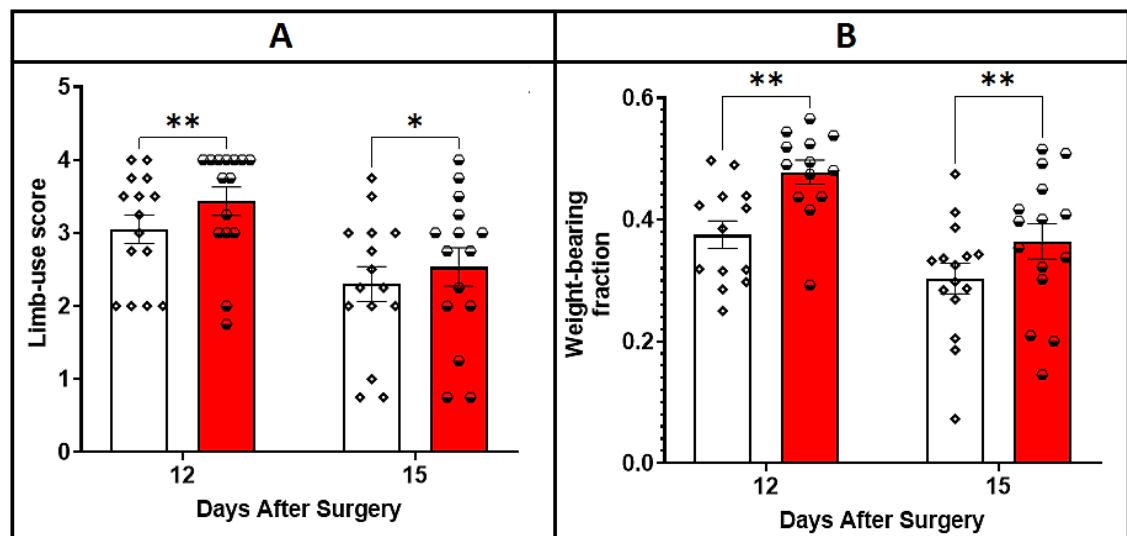 A
B
Limb-use score
5
4
3
2
1
0
**
*
12
15
Days After Surgery
Weight-bearing
fraction
0.6
0.4
0.2
0.0
**
**
12
15
Days After Surgery